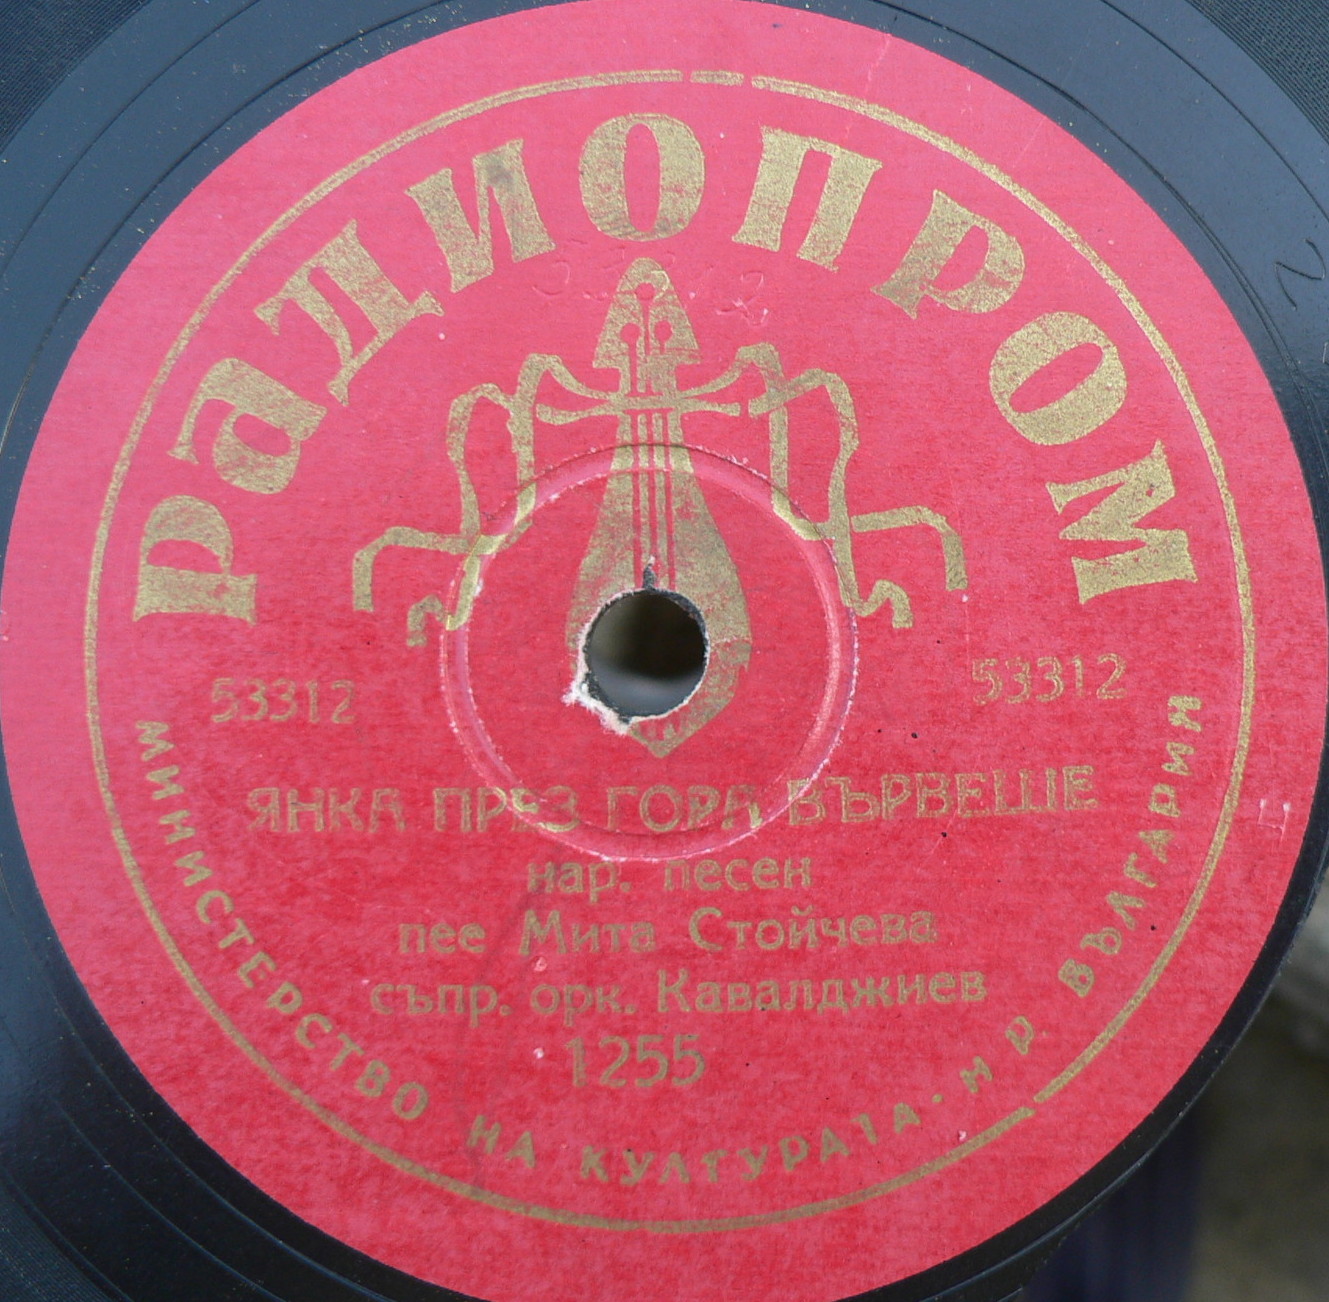 РАДИОПРОМ
53312
53312
ЯНКА ПРЕЗ ГОРА ВЪРВЕШЕ
нар. песен
пее Мита Стойчева
съпр. орк. Кавалджиев
1255
МИНИСТЕРСТВО НА КУЛТУРАТА · Н Р БЪЛГАРИЯ